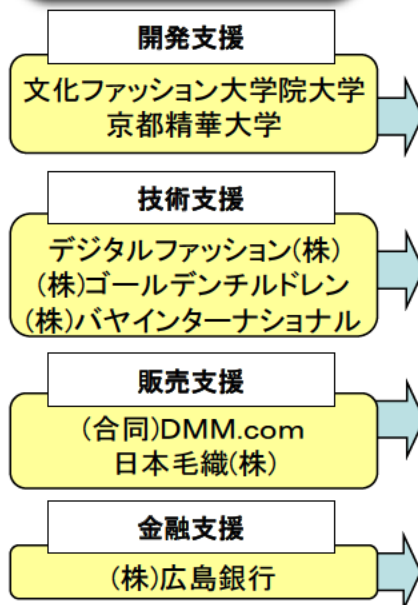 開発支援
文化ファッション大学院大学
京都精華大学
技術支援
デジタルファッション(株)
(株)ゴールデンチルドレン
(株)バヤインターナショナル
販売支援
(合同)DMM.com
日本毛織(株)
金融支援
(株)広島銀行